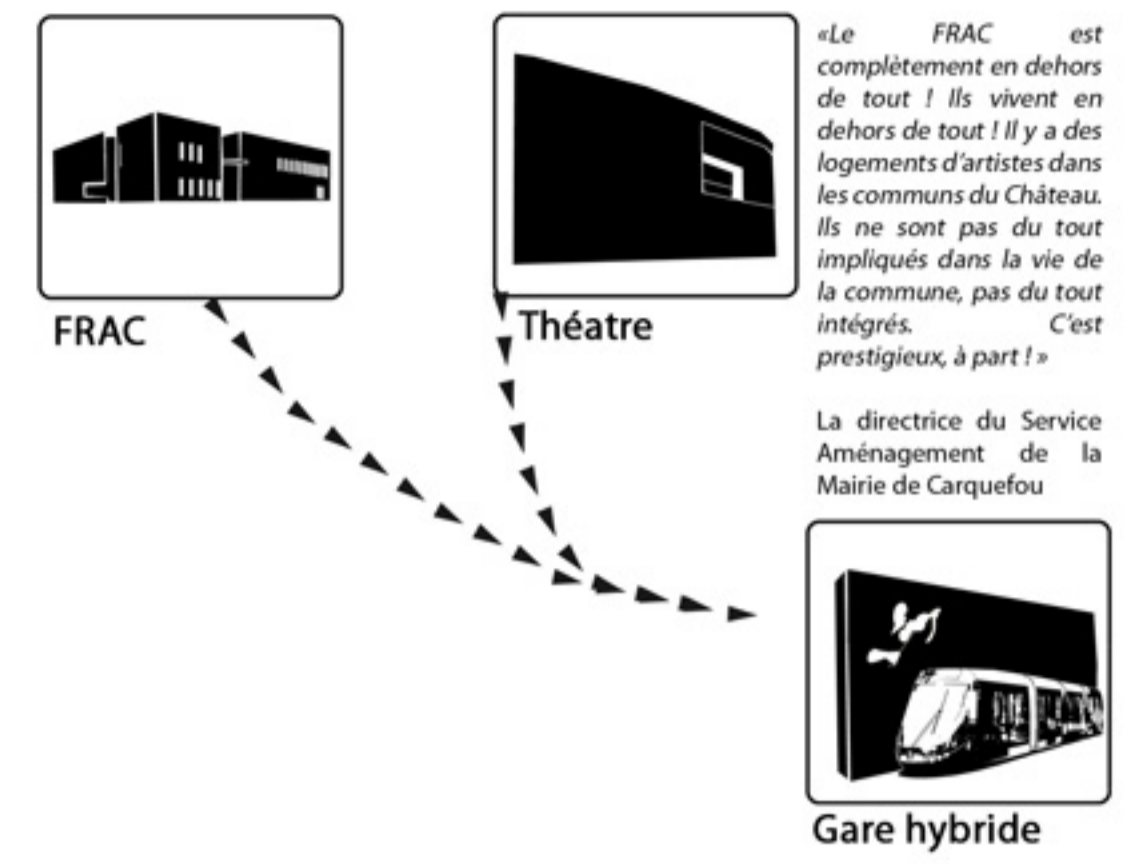 FRAC
Théatre
«Le FRAC est
complètement en dehors
de tout ! Ils vivent en
dehors de tout ! Il y a des
logements d'artistes dans
les communs du Château.
Ils ne sont pas du tout
impliqués dans la vie de
la commune, pas du tout
intégrés. C'est
prestigieux, à part ! »
La directrice du Service
Aménagement de la
Mairie de Carquefou
Gare hybride